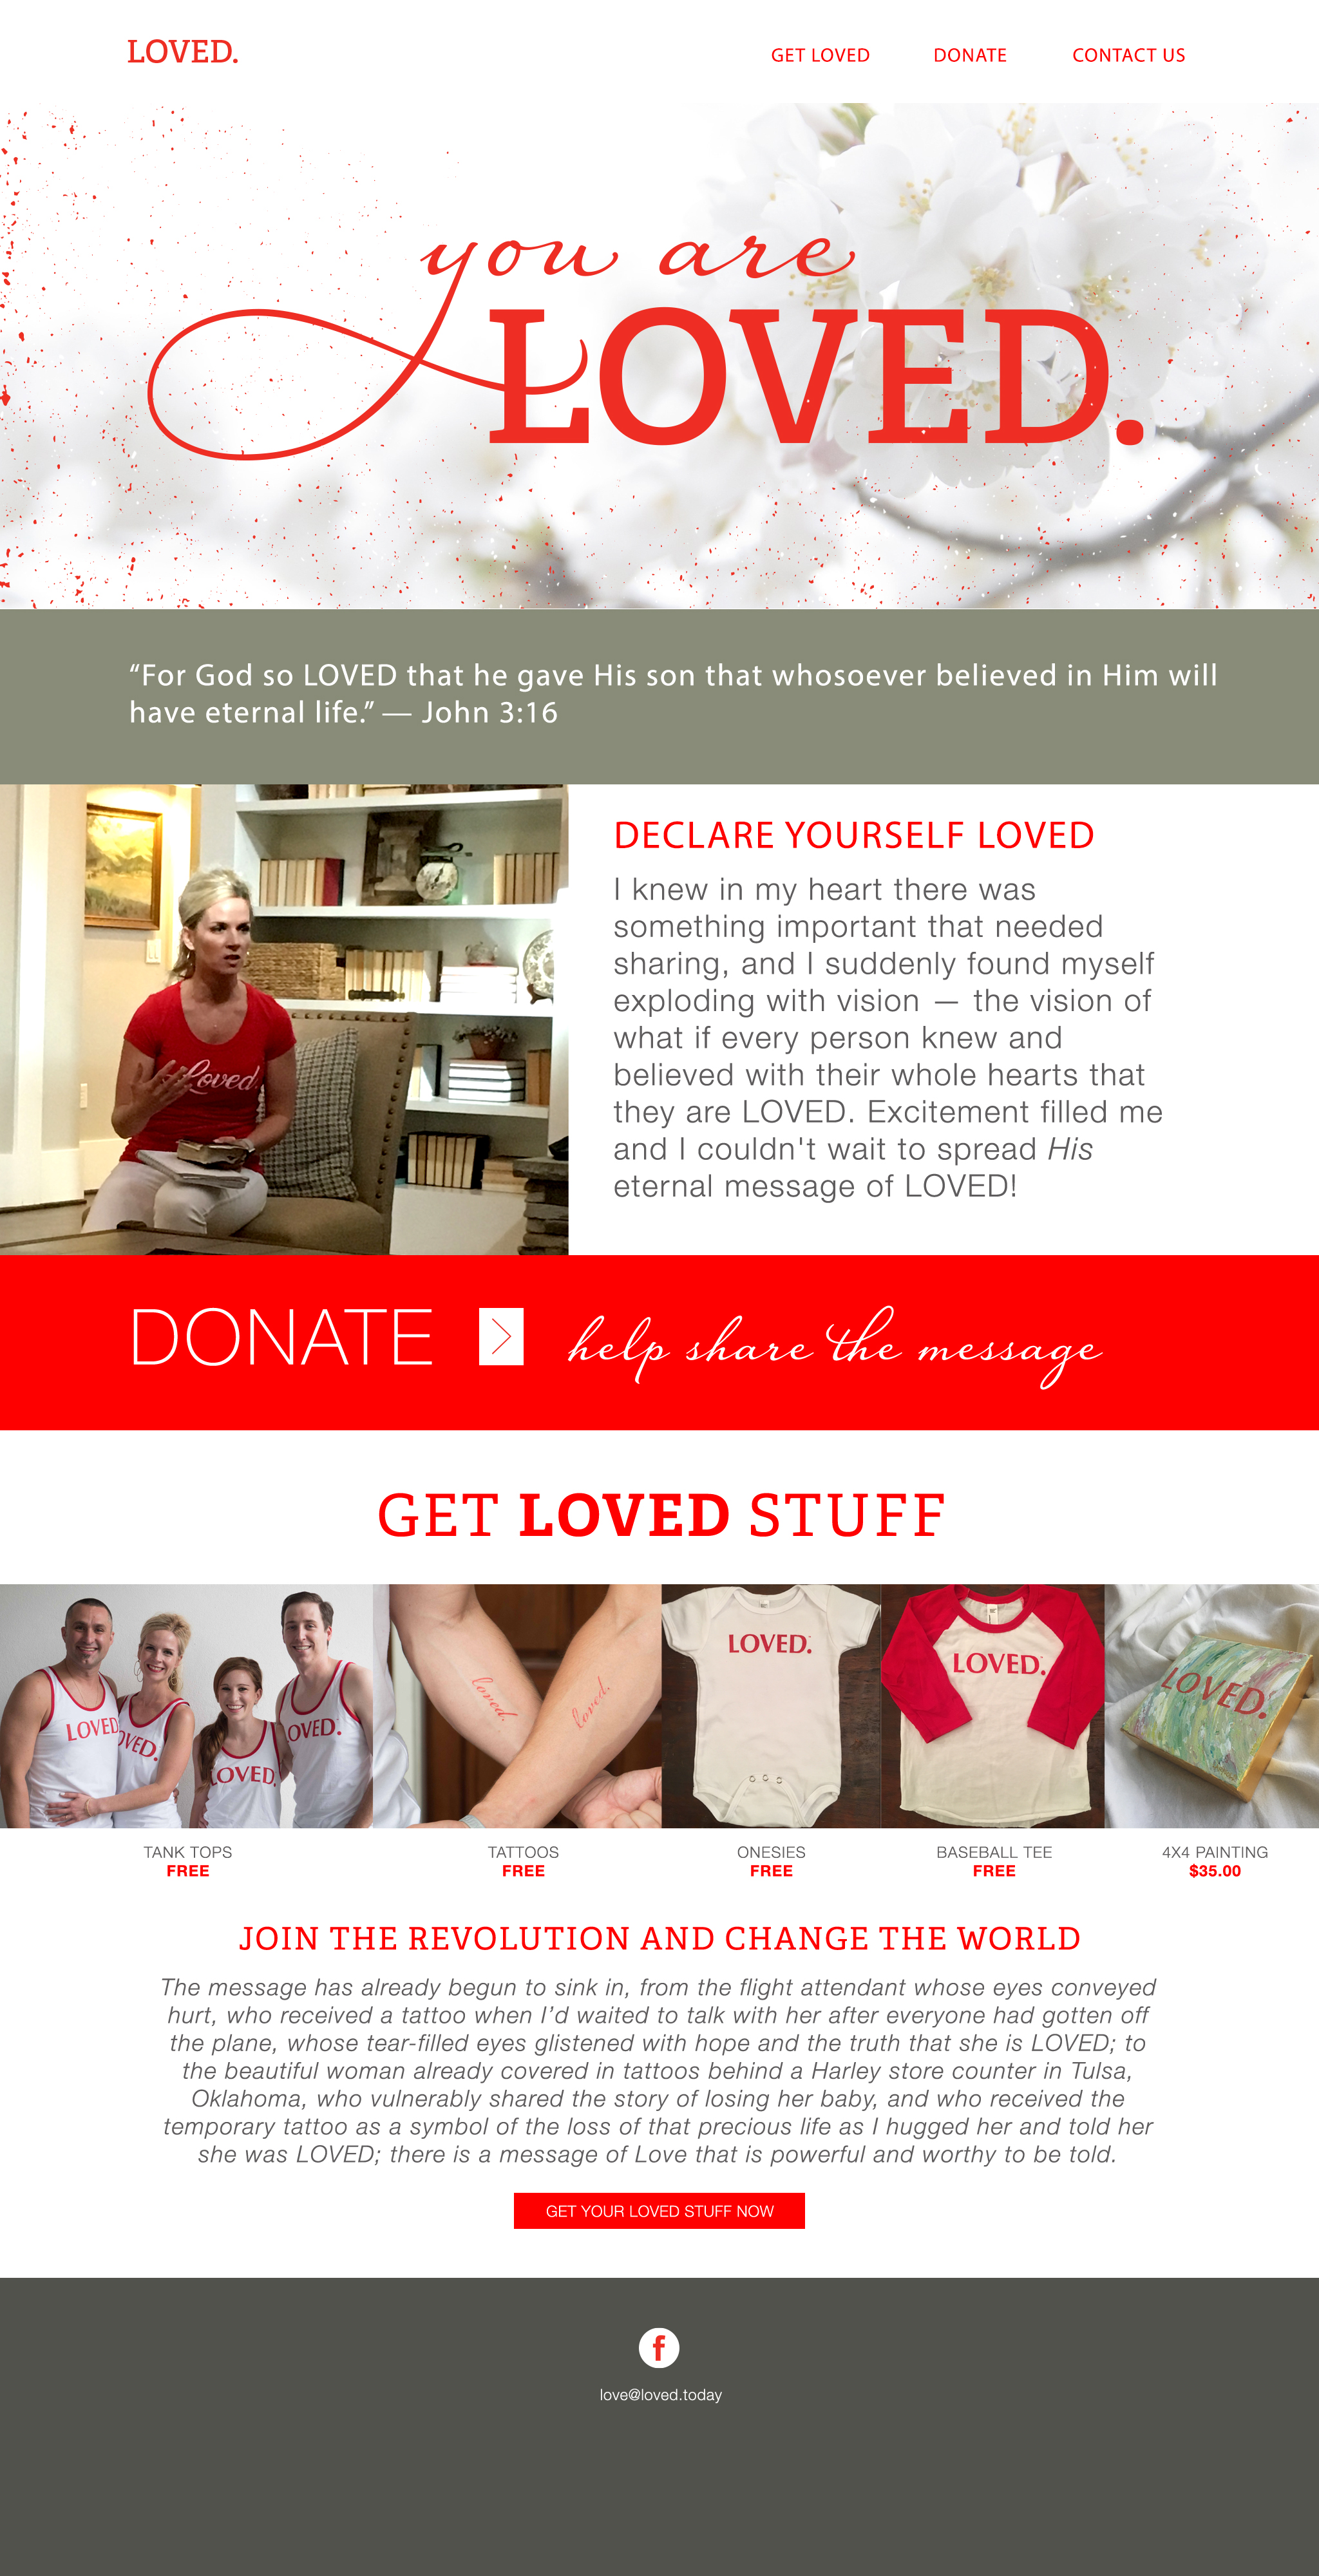 LOVED.
GET LOVED DONATE CONTACT US
you are
LOVED.
“For God so LOVED that he gave His son that whosoever believed in Him will
have eternal life.” — John 3:16
Loved.
DECLARE YOURSELF LOVED
I knew in my heart there was
something important that needed
sharing, and I suddenly found myself
exploding with vision — the vision of
what if every person knew and
believed with their whole hearts that
they are LOVED. Excitement filled me
and I couldn't wait to spread His
eternal message of LOVED!
DONATE > help share the message
GET LOVED STUFF
LOVED
OVED.
LOVED
OVED.
loved.
loved.
LOVED.
LOVED.
LOVED.
TANK TOPS
FREE
TATTOOS
FREE
ONESIES
FREE
BASEBALL TEE
FREE
4X4 PAINTING
$35.00
JOIN THE REVOLUTION AND CHANGE THE WORLD
The message has already begun to sink in, from the flight attendant whose eyes conveyed
hurt, who received a tattoo when I’d waited to talk with her after everyone had gotten off
the plane, whose tear-filled eyes glistened with hope and the truth that she is LOVED; to
the beautiful woman already covered in tattoos behind a Harley store counter in Tulsa,
Oklahoma, who vulnerably shared the story of losing her baby, and who received the
temporary tattoo as a symbol of the loss of that precious life as I hugged her and told her
she was LOVED; there is a message of Love that is powerful and worthy to be told.
GET YOUR LOVED STUFF NOW
f
love@loved.today